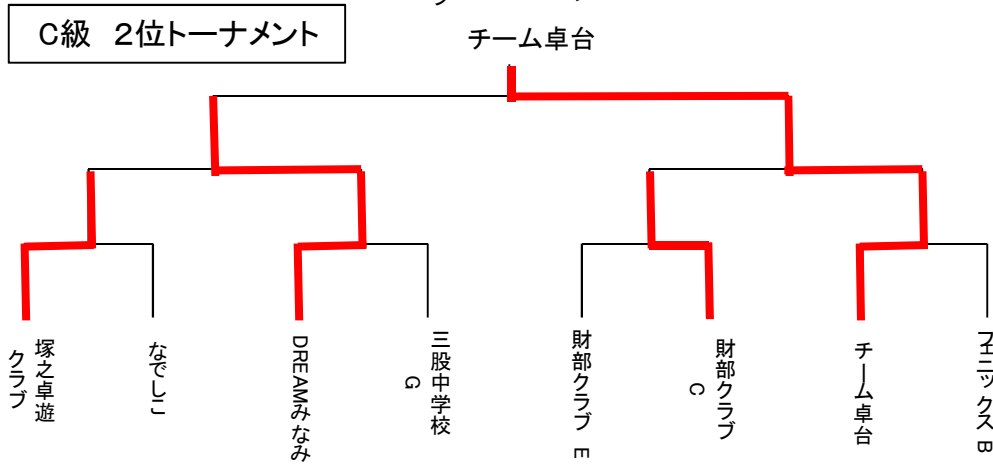 C級 2位トーナメント
チーム卓台
塚之卓遊
クラブ
なでしこ
DREAMみなみ
三股中学校
G
財部クラブ E
財部クラブ
C
チーム卓台
フェニックス B